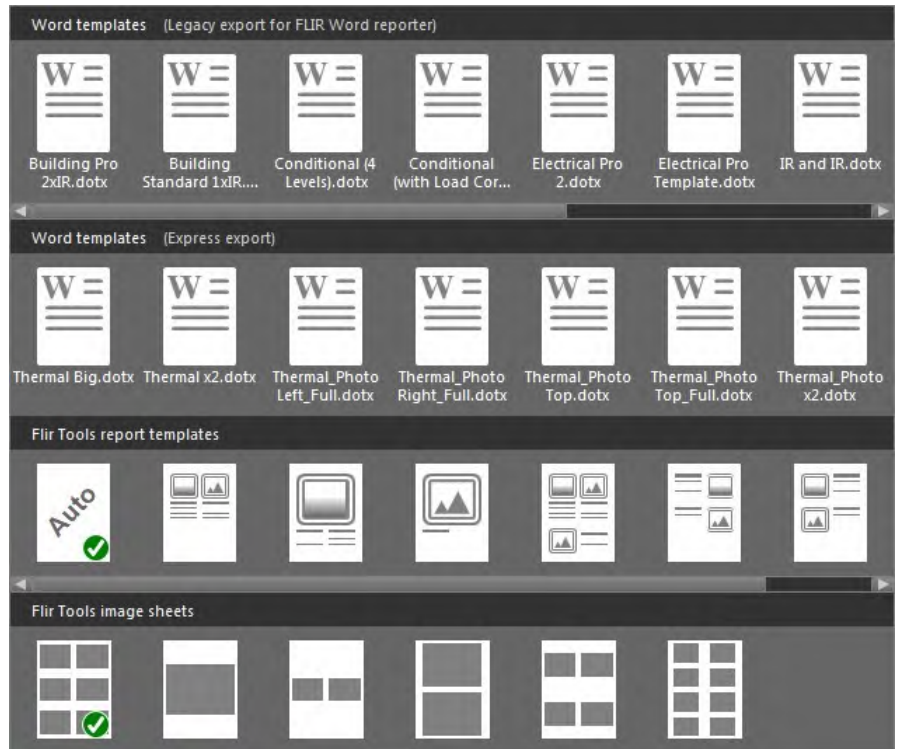 Word templates (Legacy export for FLIR Word reporter)
W W W W W W W
Building Pro 2xIR.dotx
Building Standard 1xIR....
Conditional (4 Levels).dotx
Conditional (with Load Cor...
Electrical Pro 2.dotx
Electrical Pro Template.dotx
IR and IR.dotx
Word templates (Express export)
W W W W W W W
Thermal Big.dotx
Thermal x2.dotx
Thermal_Photo Left_Full.dotx
Thermal_Photo Right_Full.dotx
Thermal_Photo Top.dotx
Thermal_Photo Top_Full.dotx
Thermal_Photo x2.dotx
Flir Tools report templates
Auto
Flir Tools image sheets